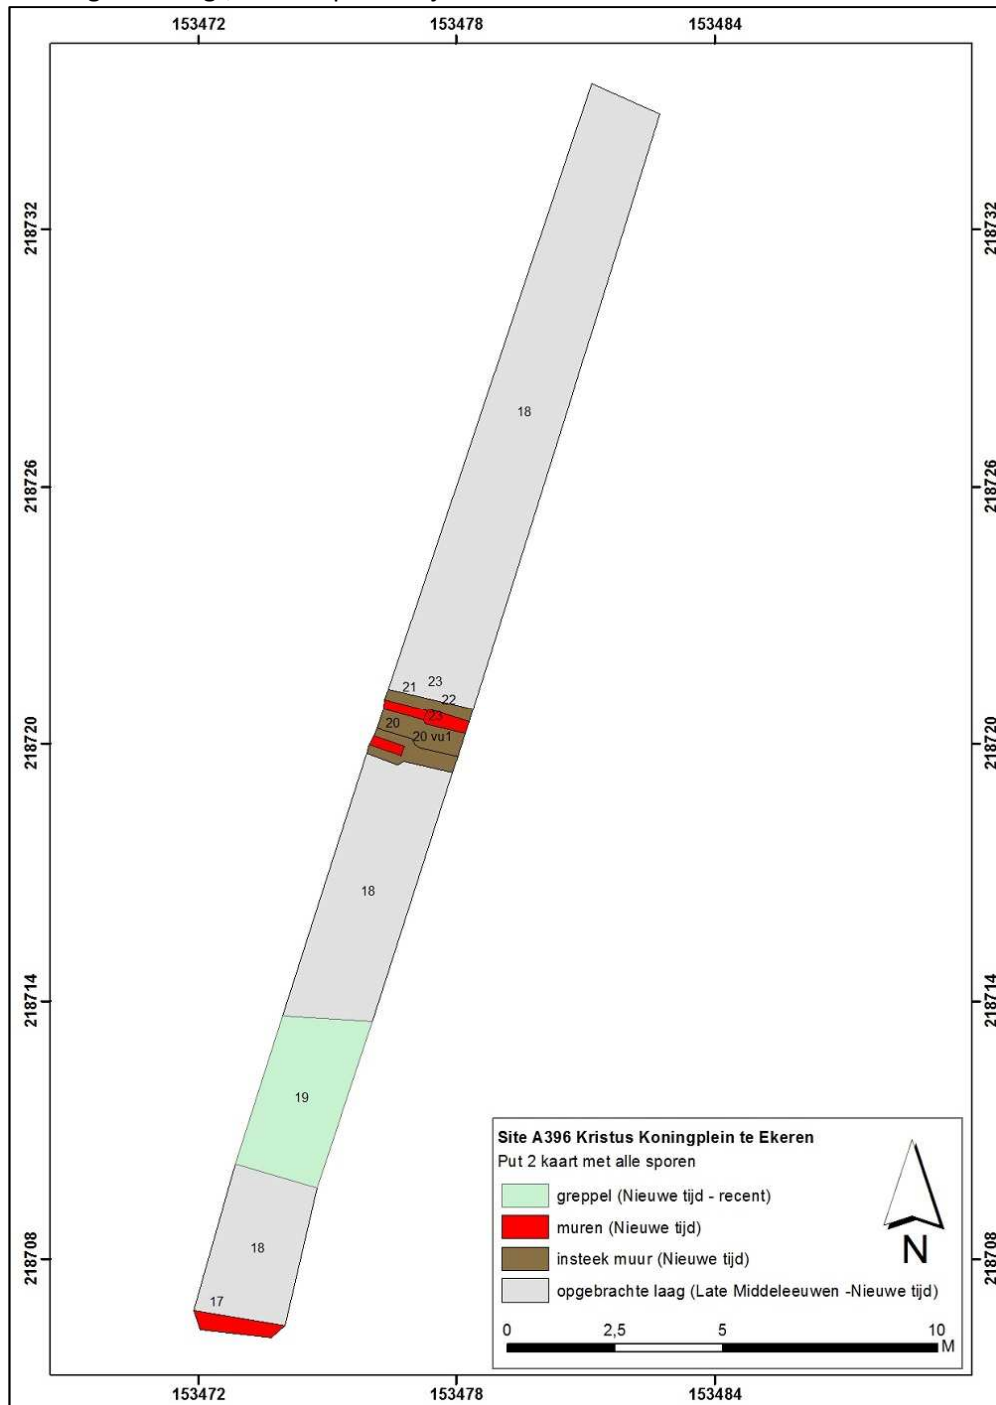 153472 153478 153484
218732 218732
18
218726 218726
23
21
22
23
20
20 vu1
218720 218720
18
218714 218714
19
Site A396 Kristus Koningplein te Ekeren
Put 2 kaart met alle sporen
greppel (Nieuwe tijd - recent)
muren (Nieuwe tijd)
insteek muur (Nieuwe tijd)
opgebrachte laag (Late Middeleeuwen -Nieuwe tijd)
N
0 2,5 5 10
M
18
218708 218708
17
153472 153478 153484